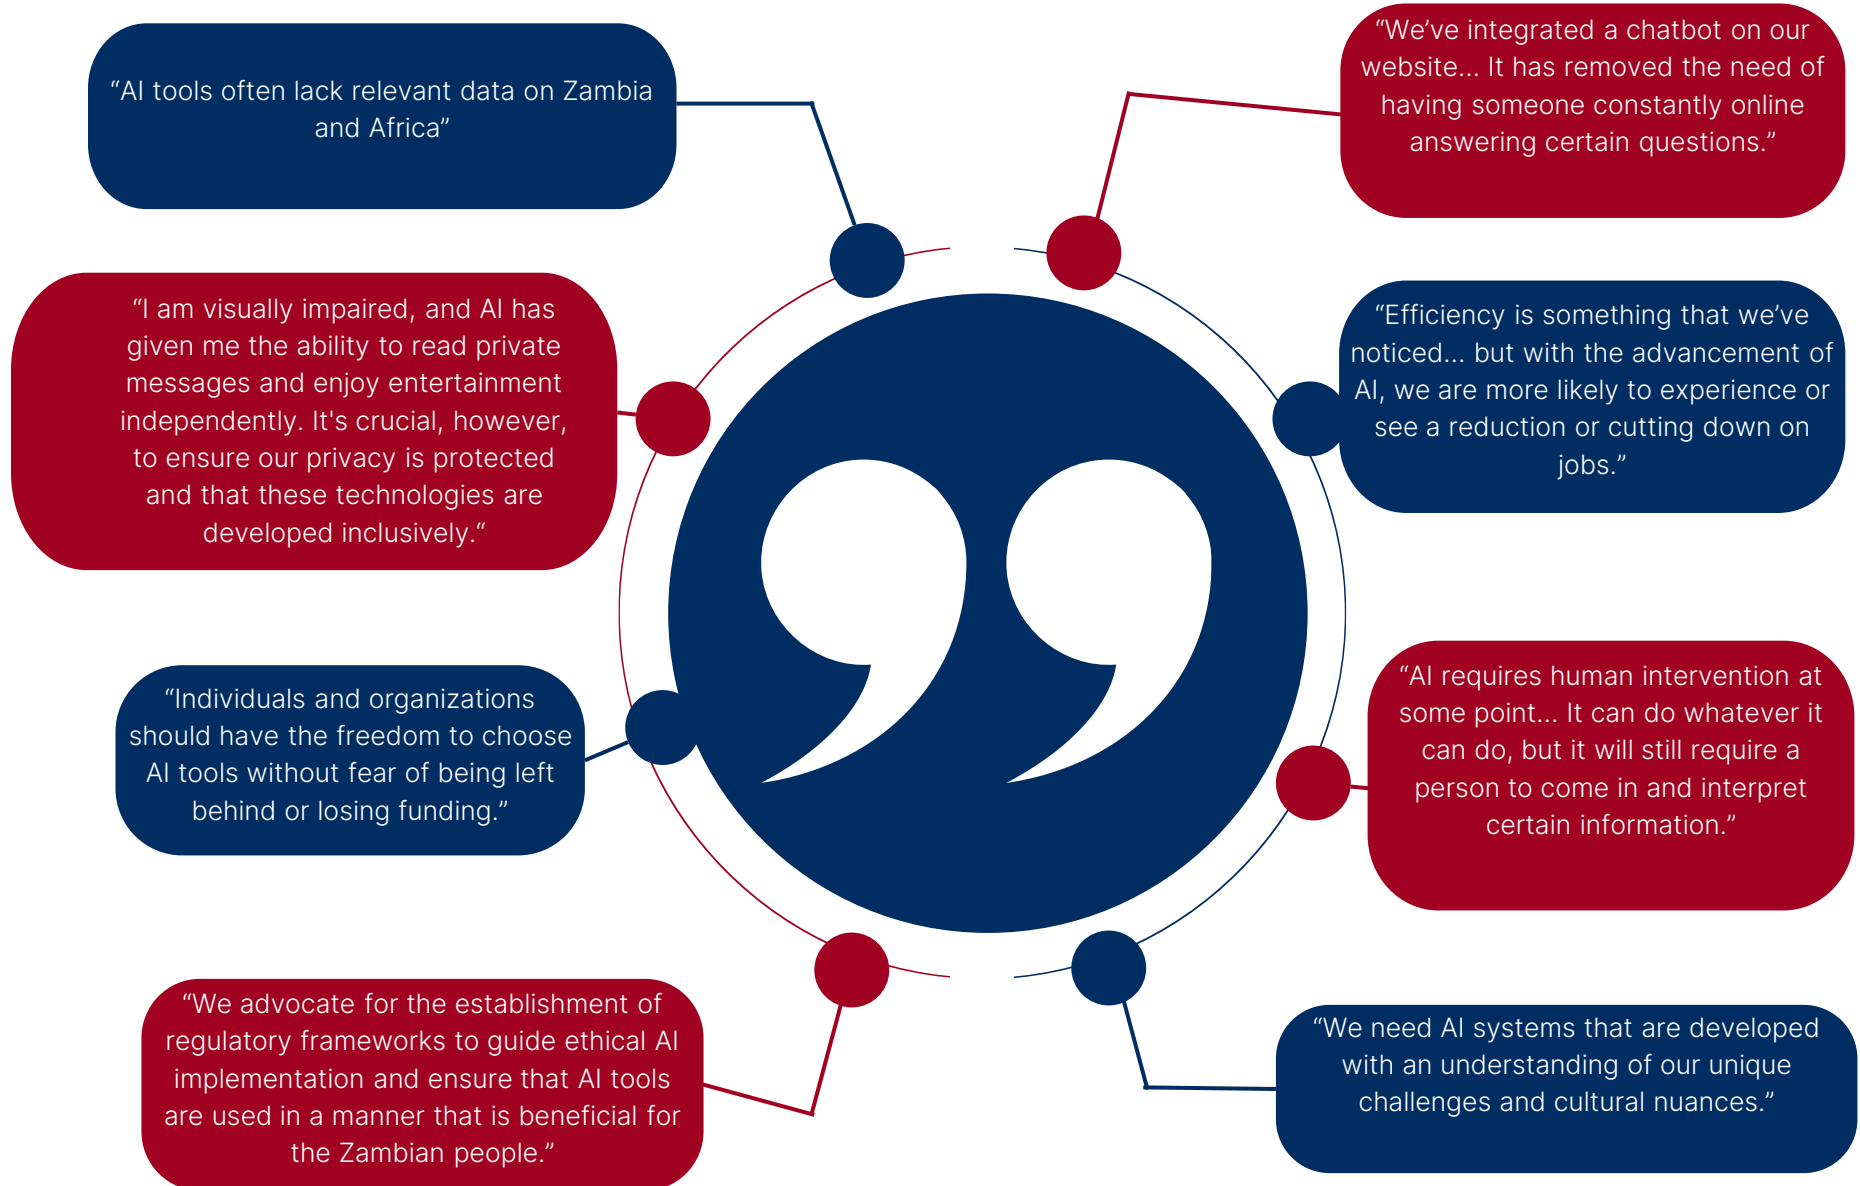 “AI tools often lack relevant data on Zambia
and Africa”
“I am visually impaired, and AI has
given me the ability to read private
messages and enjoy entertainment
independently. It's crucial, however,
to ensure our privacy is protected
and that these technologies are
developed inclusively.“
“Individuals and organizations
should have the freedom to choose
AI tools without fear of being left
behind or losing funding.”
“We advocate for the establishment of
regulatory frameworks to guide ethical AI
implementation and ensure that AI tools
are used in a manner that is beneficial for
the Zambian people.”
“We’ve integrated a chatbot on our
website... It has removed the need of
having someone constantly online
answering certain questions.”
“Efficiency is something that we’ve
noticed... but with the advancement of
AI, we are more likely to experience or
see a reduction or cutting down on
jobs.”
“AI requires human intervention at
some point... It can do whatever it
can do, but it will still require a
person to come in and interpret
certain information.”
“We need AI systems that are developed
with an understanding of our unique
challenges and cultural nuances.”